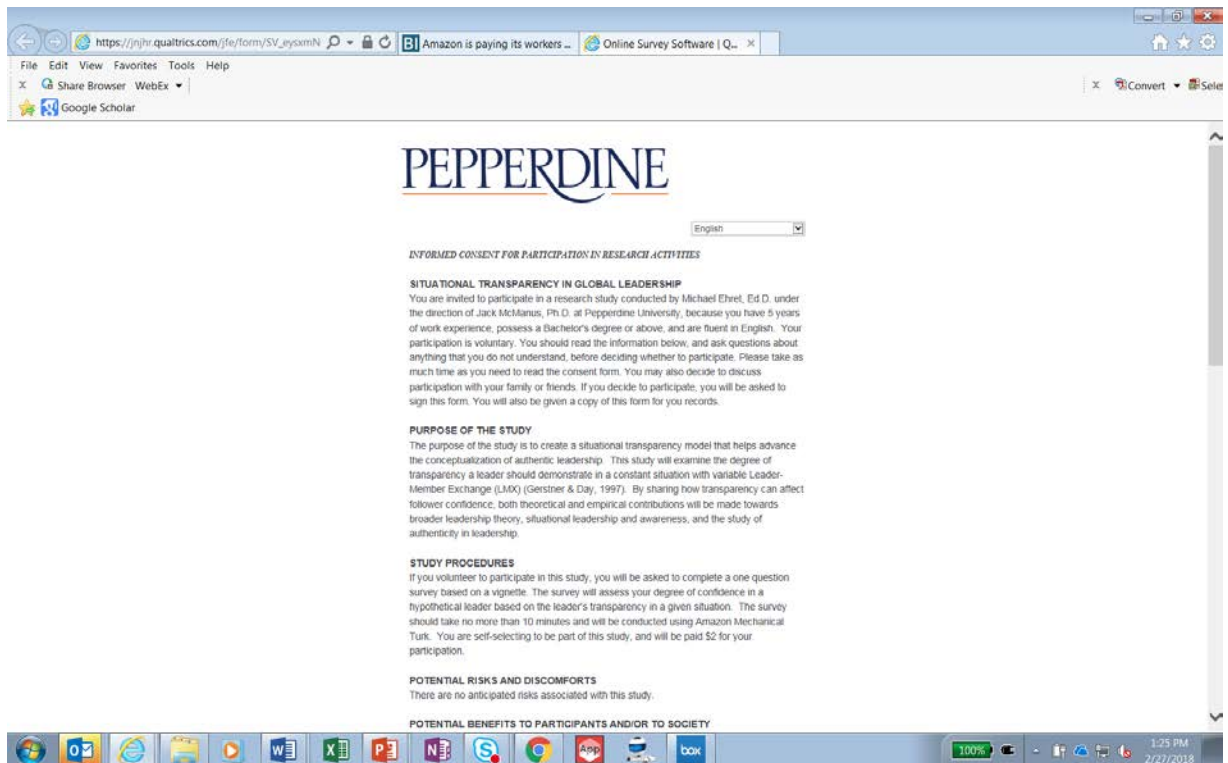 https://jnjhr.qualtrics.com/jfe/form/SV_eysxmN
BI Amazon is paying its workers ...
Online Survey Software | Q...
File Edit View Favorites Tools Help
x Share Browser WebEx
x Convert Sele
Google Scholar
PEPPERDINE
English
INFORMED CONSENT FOR PARTICIPATION IN RESEARCH ACTIVITIES
SITUATIONAL TRANSPARENCY IN GLOBAL LEADERSHIP
You are invited to participate in a research study conducted by Michael Ehret, Ed.D. under
the direction of Jack McManus, Ph.D. at Pepperdine University, because you have 5 years
of work experience, possess a Bachelor's degree or above, and are fluent in English. Your
participation is voluntary. You should read the information below, and ask questions about
anything that you do not understand, before deciding whether to participate. Please take as
much time as you need to read the consent form. You may also decide to discuss
participation with your family or friends. If you decide to participate, you will be asked to
sign this form. You will also be given a copy of this form for you records.
PURPOSE OF THE STUDY
The purpose of the study is to create a situational transparency model that helps advance
the conceptualization of authentic leadership. This study will examine the degree of
transparency a leader should demonstrate in a constant situation with variable Leader-
Member Exchange (LMX) (Gerstner & Day, 1997). By sharing how transparency can affect
follower confidence, both theoretical and empirical contributions will be made towards
broader leadership theory, situational leadership and awareness, and the study of
authenticity in leadership.
STUDY PROCEDURES
If you volunteer to participate in this study, you will be asked to complete a one question
survey based on a vignette. The survey will assess your degree of confidence in a
hypothetical leader based on the leader's transparency in a given situation. The survey
should take no more than 10 minutes and will be conducted using Amazon Mechanical
Turk. You are self-selecting to be part of this study, and will be paid $2 for your
participation.
POTENTIAL RISKS AND DISCOMFORTS
There are no anticipated risks associated with this study.
POTENTIAL BENEFITS TO PARTICIPANTS AND/OR TO SOCIETY
App
box
100%
1:25 PM
2/27/2018